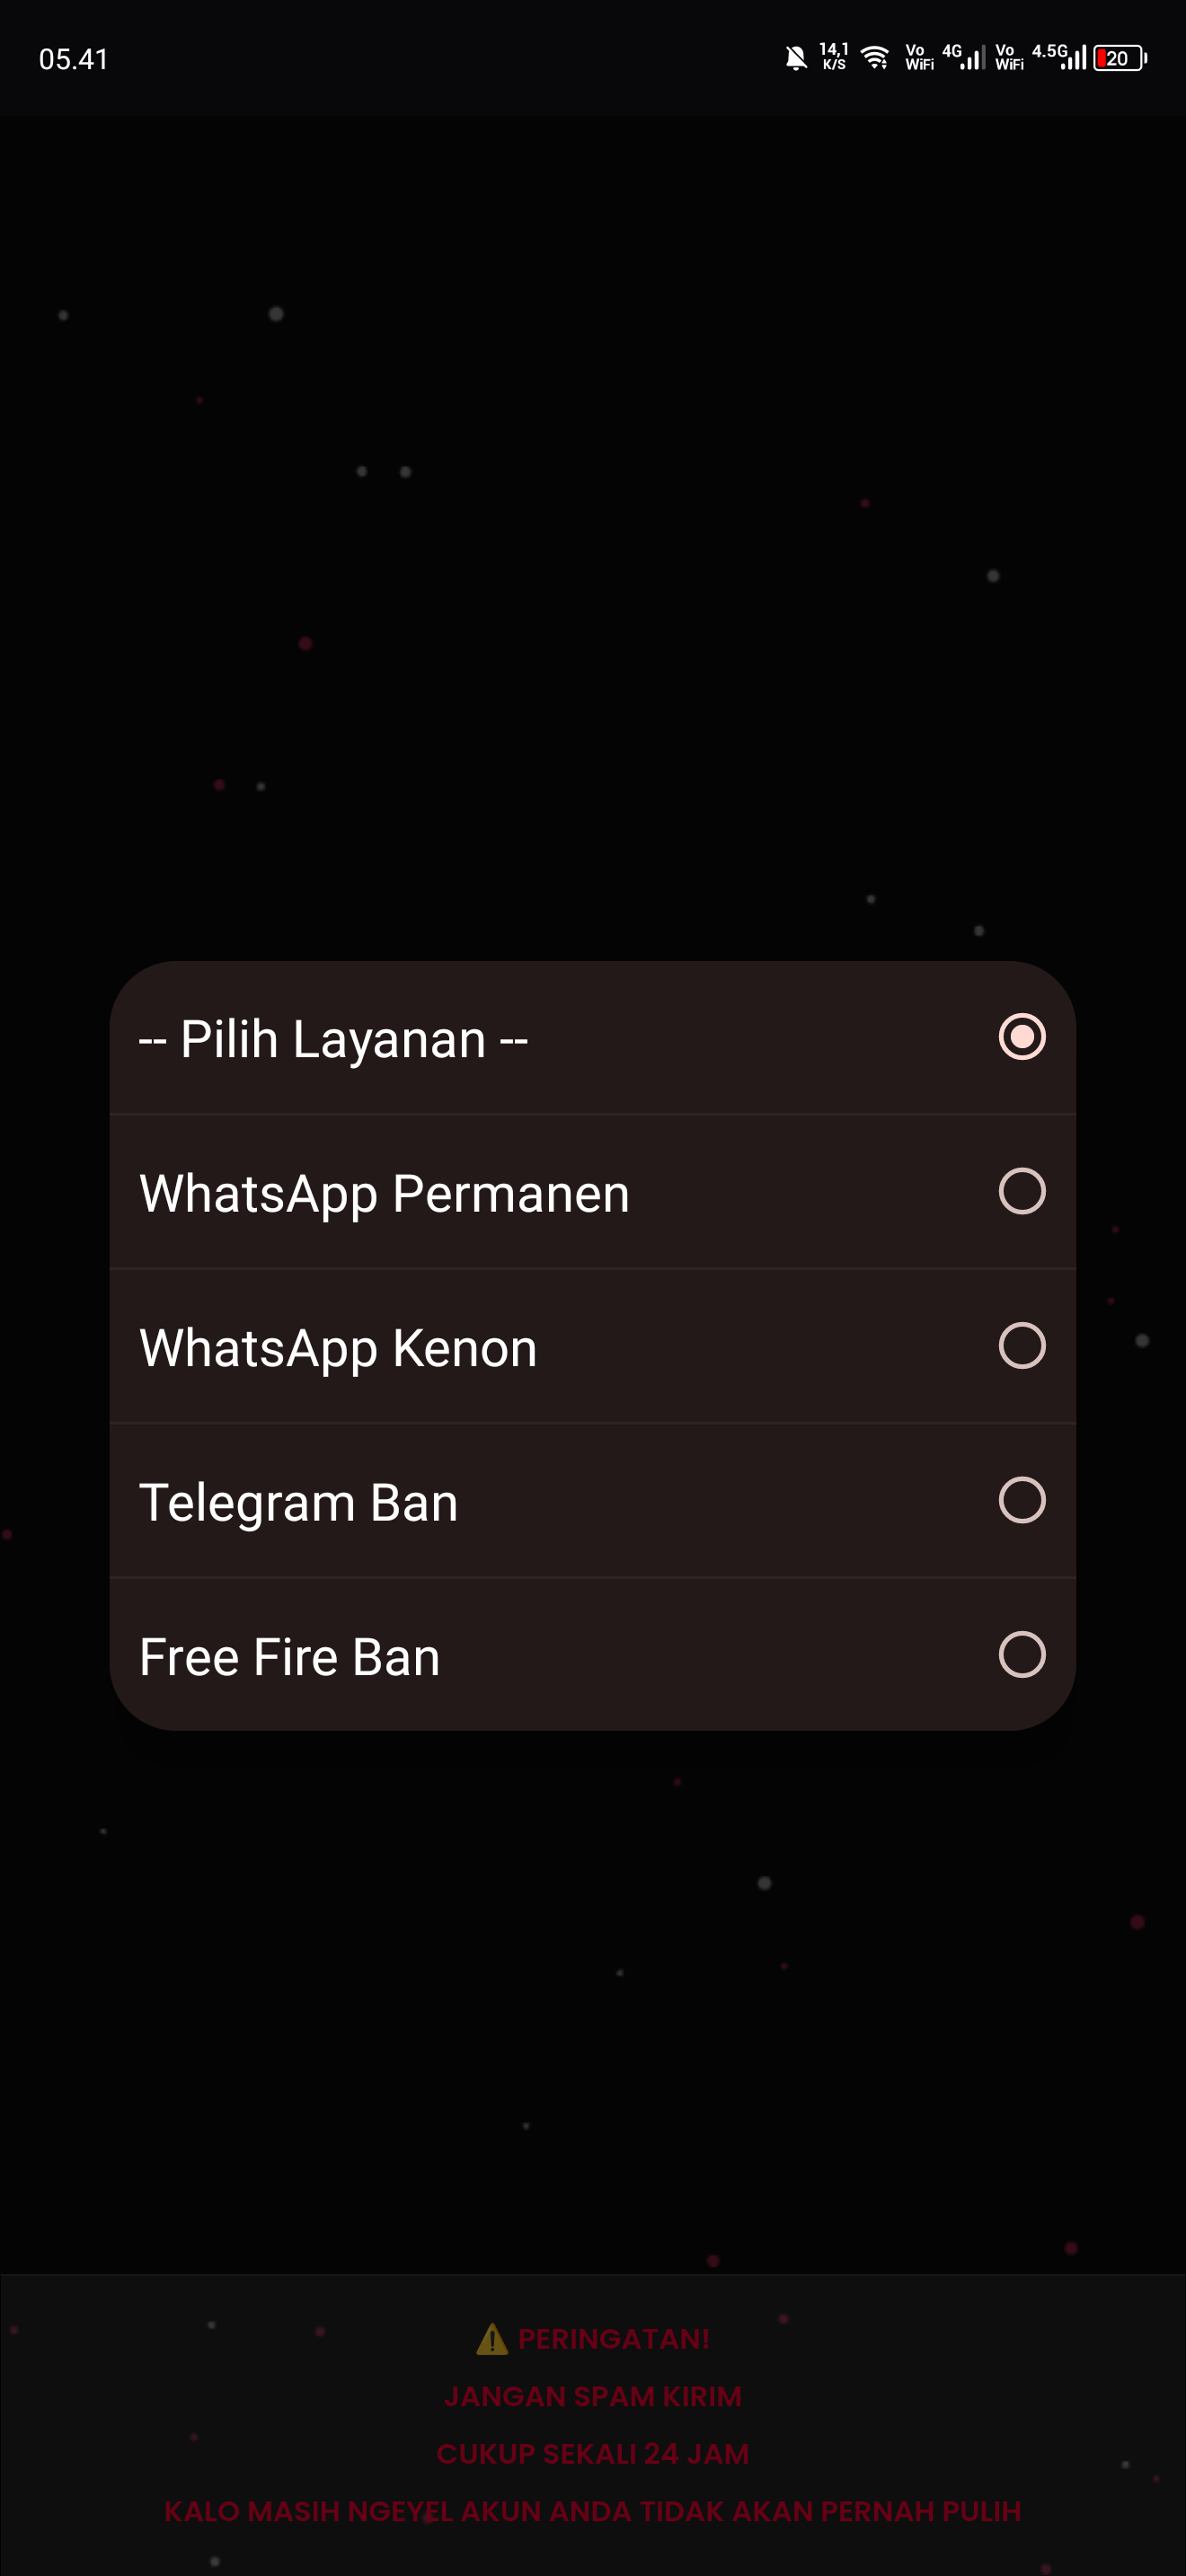 05.41
14,1 K/S Vo WiFi 4G Vo WiFi 4.5G 20
-- Pilih Layanan --
WhatsApp Permanen
WhatsApp Kenon
Telegram Ban
Free Fire Ban
⚠️ PERINGATAN!
JANGAN SPAM KIRIM
CUKUP SEKALI 24 JAM
KALO MASIH NGEYEL AKUN ANDA TIDAK AKAN PERNAH PULIH